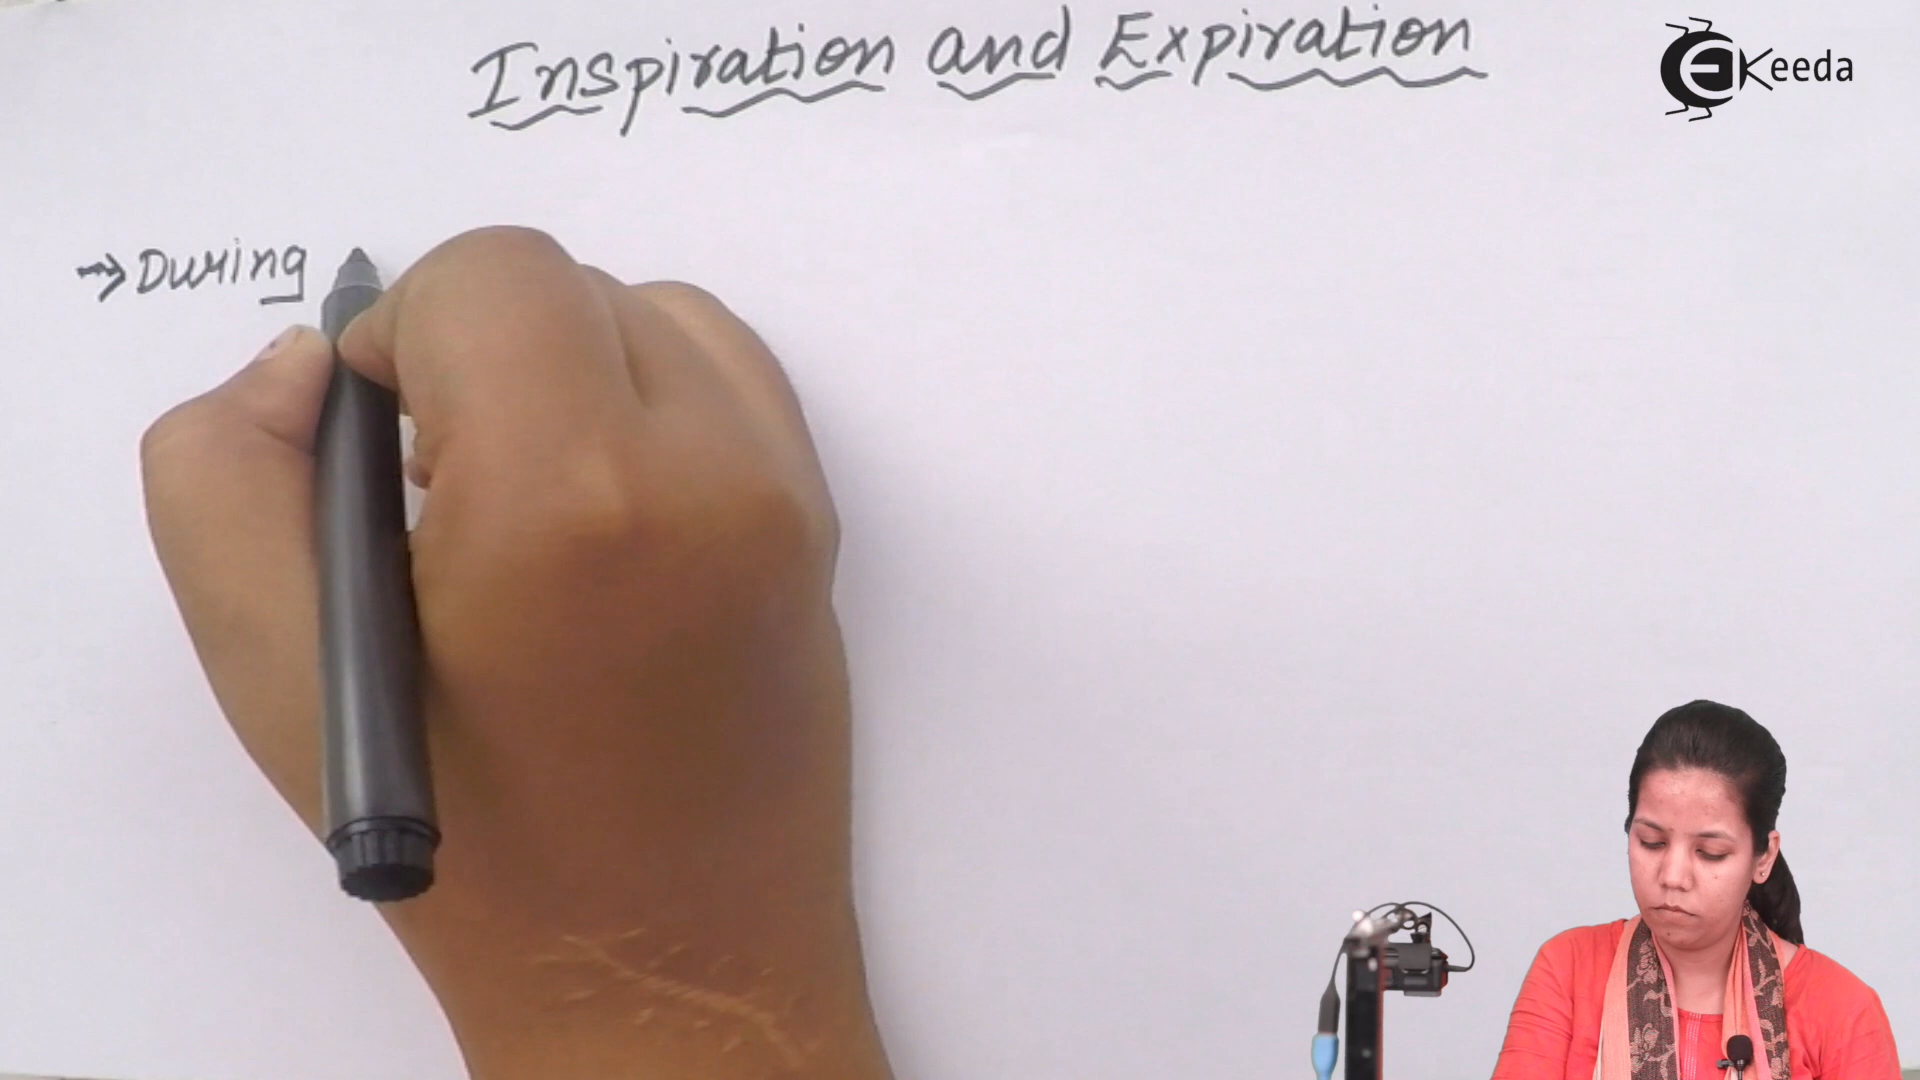 Inspiration and Expiration
EKeeda
→During